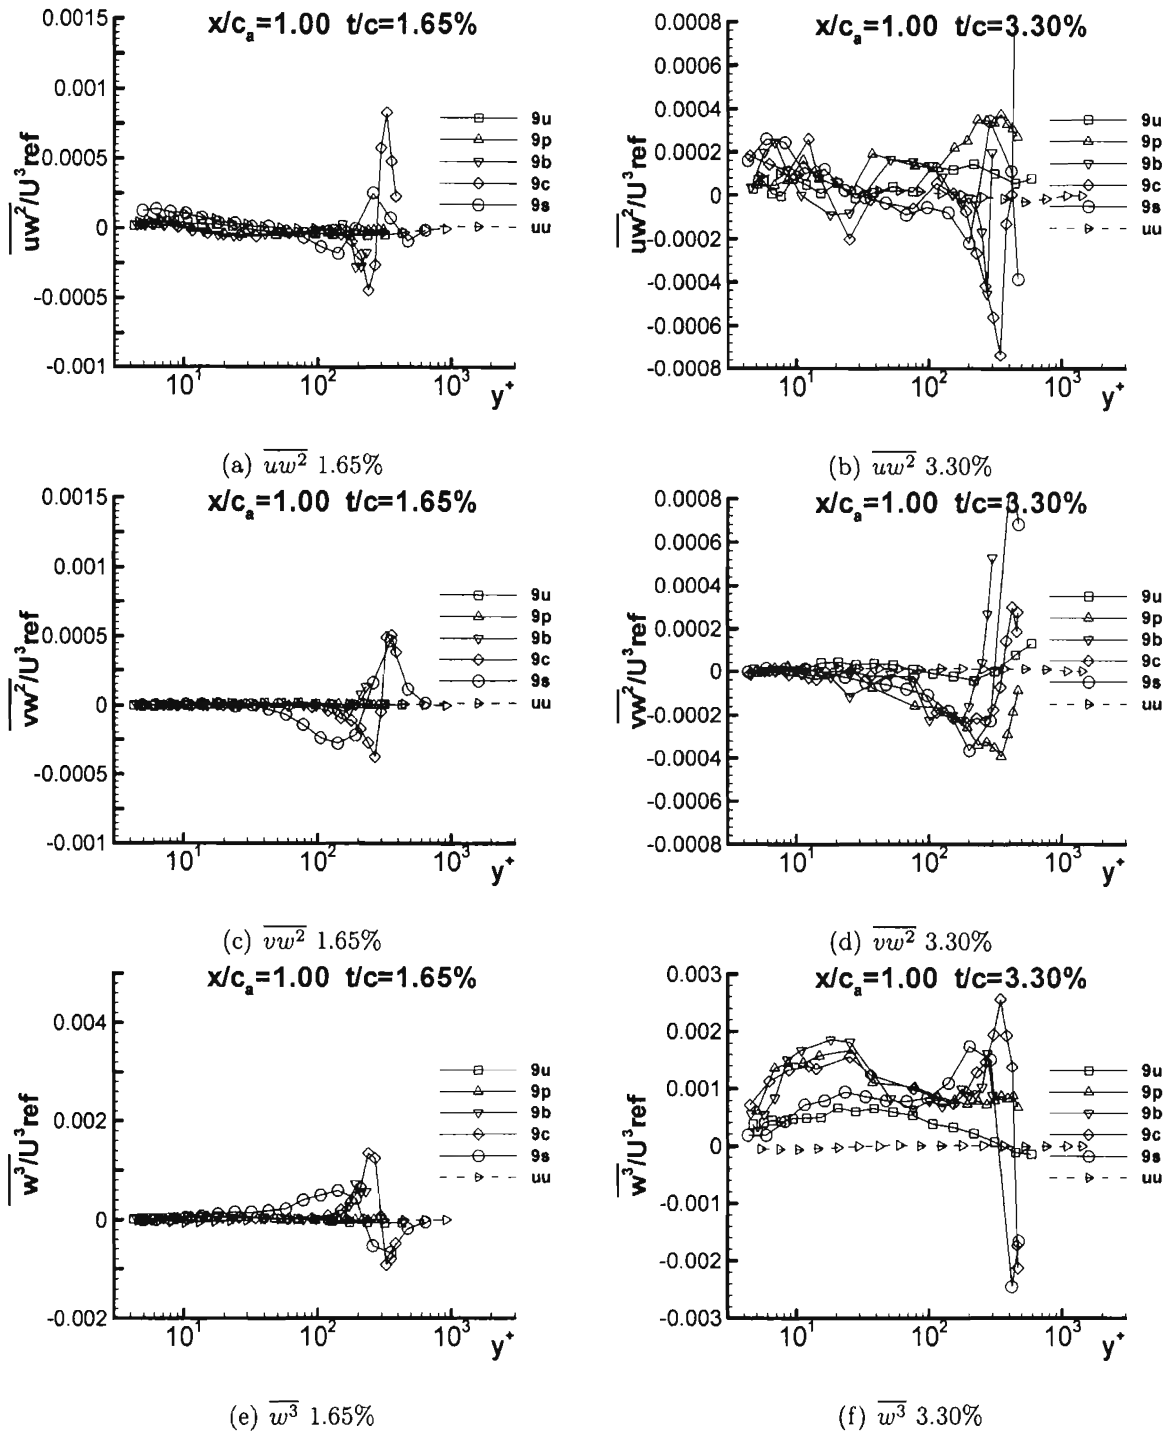 x/ca=1.00 t/c=1.65%
0.0015
0.001
0.0005
0
-0.0005
-0.001
uw²/U³ref
10¹ 10² 10³ y⁺
9u
9p
9b
9c
9s
uu
(a) uw² 1.65%
x/ca=1.00 t/c=3.30%
0.0008
0.0006
0.0004
0.0002
0
-0.0002
-0.0004
-0.0006
-0.0008
uw²/U³ref
10¹ 10² 10³ y⁺
9u
9p
9b
9c
9s
uu
(b) uw² 3.30%
x/ca=1.00 t/c=1.65%
0.0015
0.001
0.0005
0
-0.0005
-0.001
vw²/U³ref
10¹ 10² 10³ y⁺
9u
9p
9b
9c
9s
uu
(c) vw² 1.65%
x/ca=1.00 t/c=3.30%
0.0008
0.0006
0.0004
0.0002
0
-0.0002
-0.0004
-0.0006
-0.0008
vw²/U³ref
10¹ 10² 10³ y⁺
9u
9p
9b
9c
9s
uu
(d) vw² 3.30%
x/ca=1.00 t/c=1.65%
0.004
0.002
0
-0.002
w³/U³ref
10¹ 10² 10³ y⁺
9u
9p
9b
9c
9s
uu
(e) w³ 1.65%
x/ca=1.00 t/c=3.30%
0.003
0.002
0.001
0
-0.001
-0.002
-0.003
w³/U³ref
10¹ 10² 10³ y⁺
9u
9p
9b
9c
9s
uu
(f) w³ 3.30%